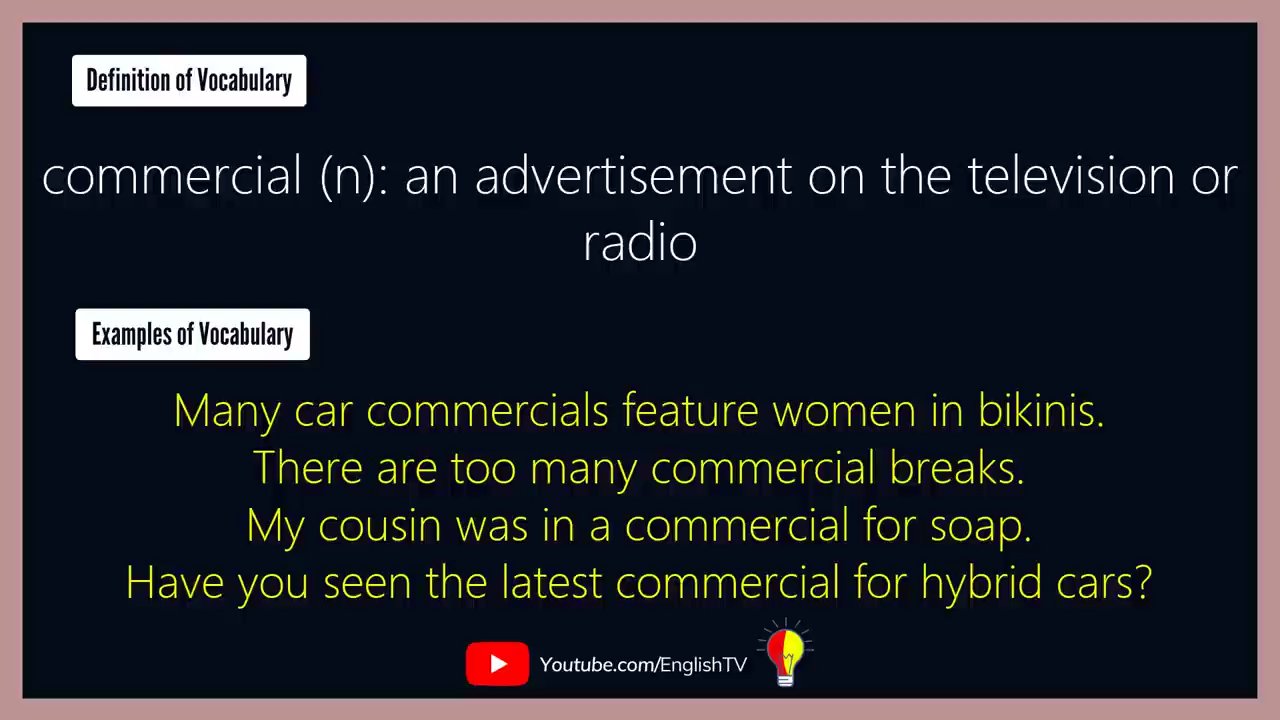 Definition of Vocabulary
commercial (n): an advertisement on the television or
radio
Examples of Vocabulary
Many car commercials feature women in bikinis.
There are too many commercial breaks.
My cousin was in a commercial for soap.
Have you seen the latest commercial for hybrid cars?
Youtube.com/EnglishTV